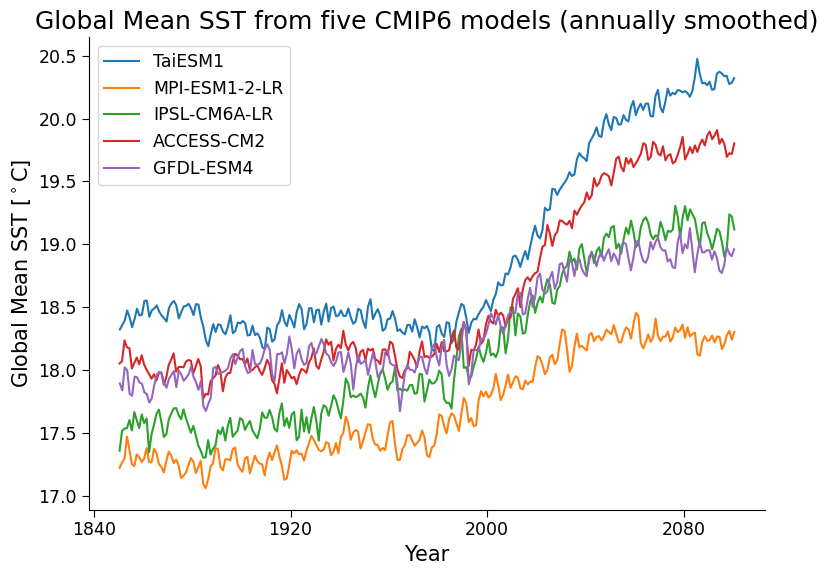 Global Mean SST from five CMIP6 models (annually smoothed)
Global Mean SST [°C]
20.5
20.0
19.5
19.0
18.5
18.0
17.5
17.0
TaiESM1
MPI-ESM1-2-LR
IPSL-CM6A-LR
ACCESS-CM2
GFDL-ESM4
1840 1920 2000 2080
Year